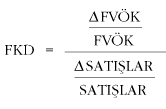 ΔFVÖK
FVÖK
FKD =
ΔSATIŞLAR
SATIŞLAR